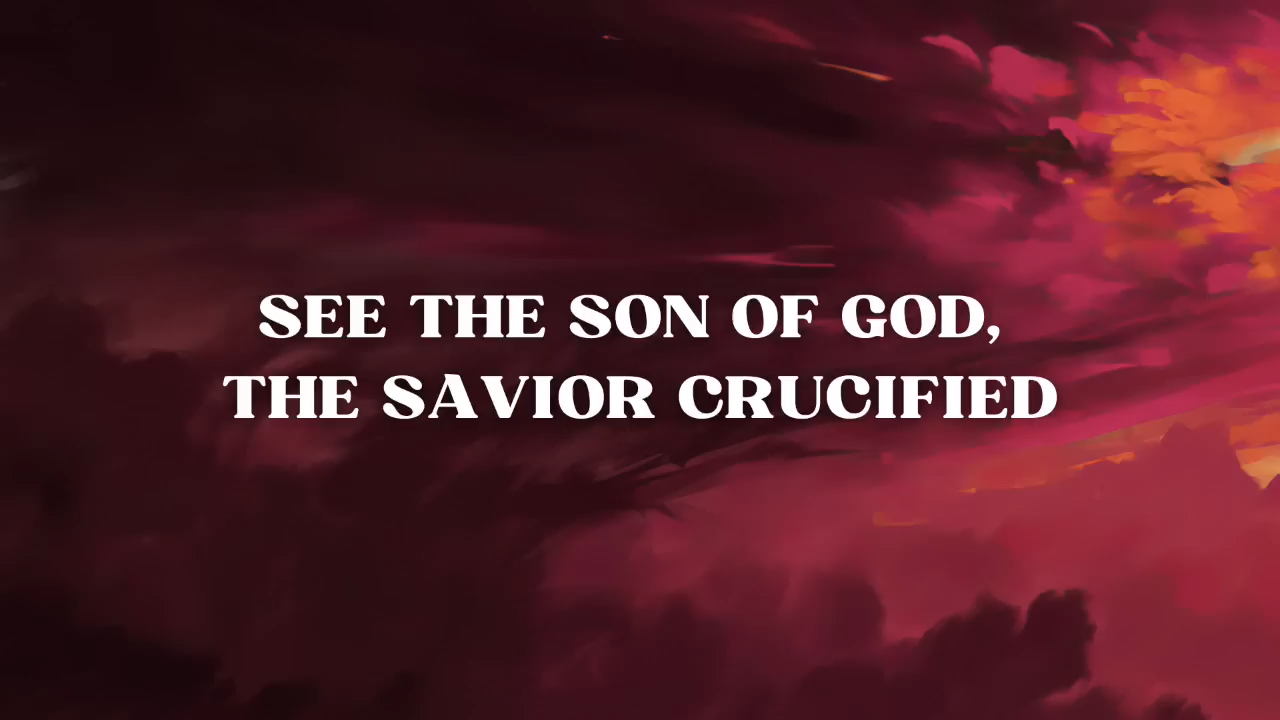 SEE THE SON OF GOD,
THE SAVIOR CRUCIFIED